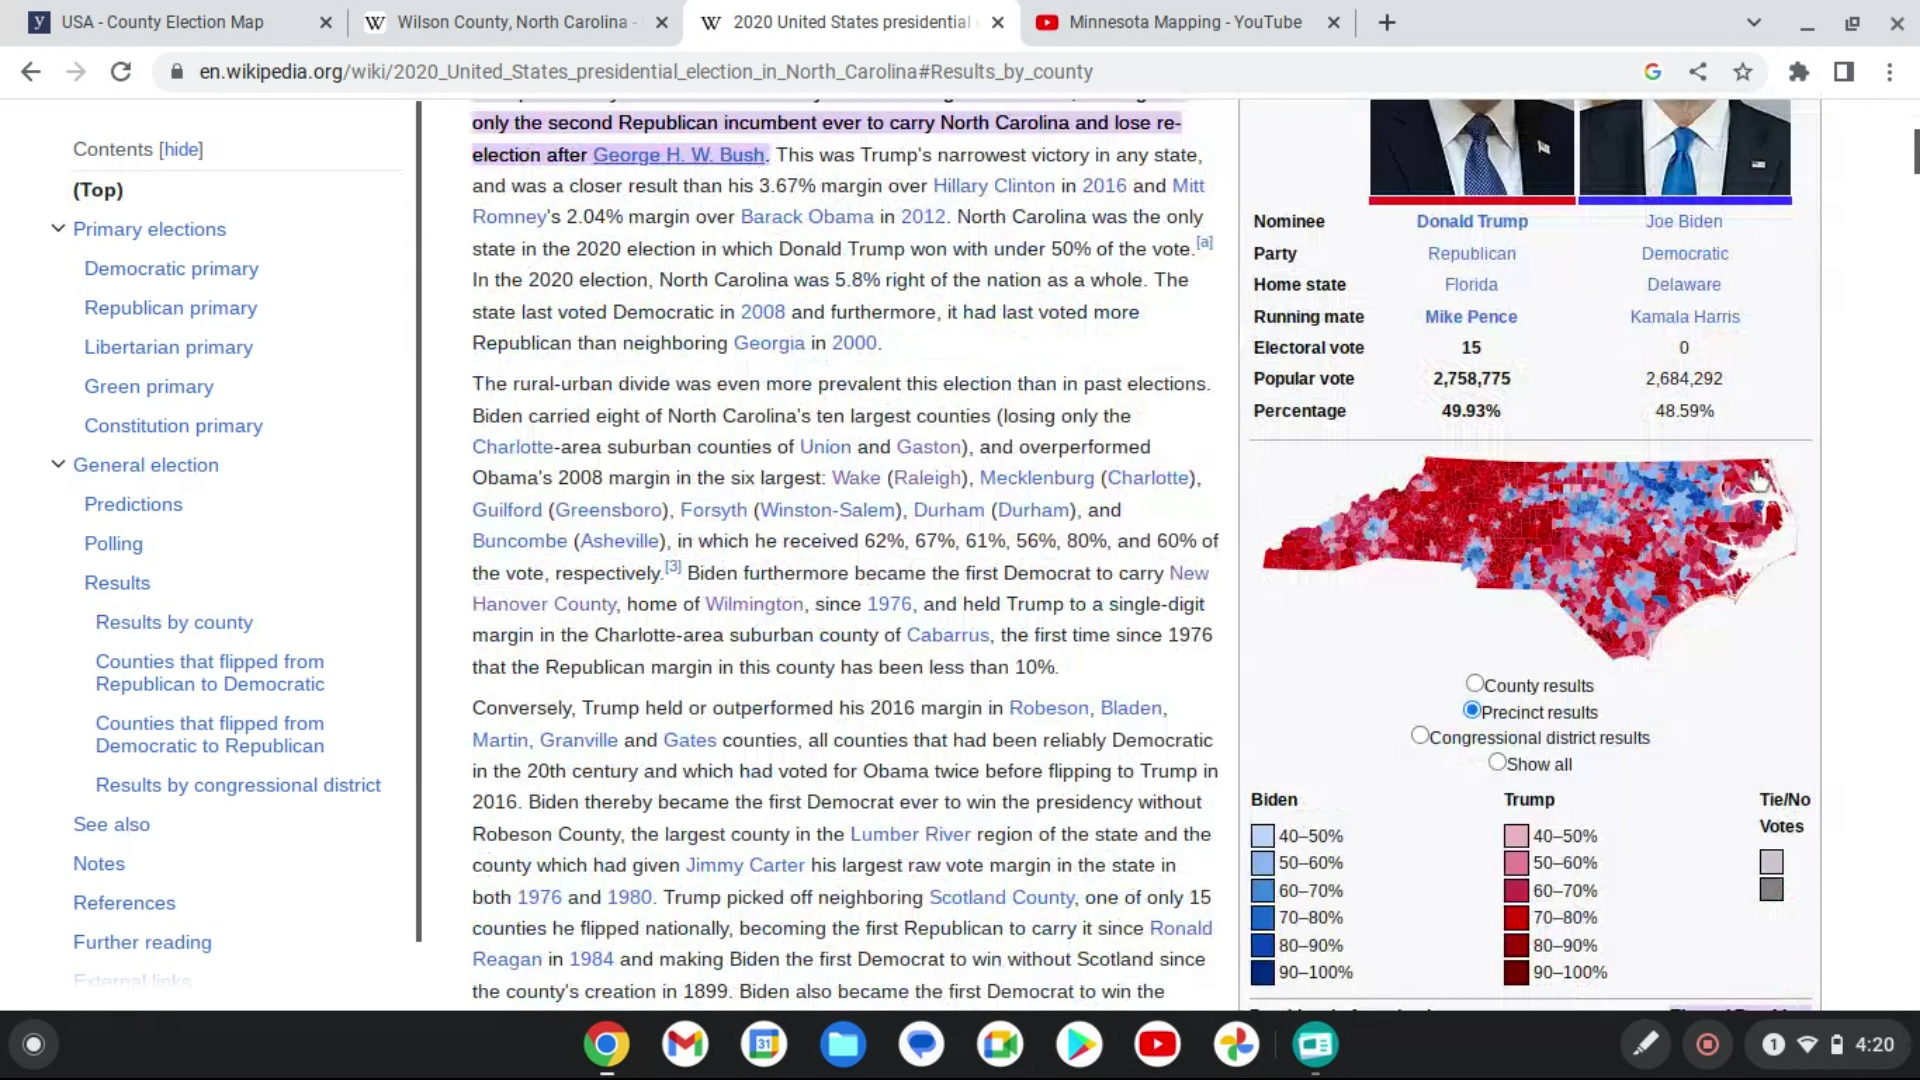 USA - County Election Map
Wilson County, North Carolina -
2020 United States presidential
Minnesota Mapping - YouTube
en.wikipedia.org/wiki/2020_United_States_presidential_election_in_North_Carolina#Results_by_county
Contents [hide]
(Top)
Primary elections
Democratic primary
Republican primary
Libertarian primary
Green primary
Constitution primary
General election
Predictions
Polling
Results
Results by county
Counties that flipped from
Republican to Democratic
Counties that flipped from
Democratic to Republican
Results by congressional district
See also
Notes
References
Further reading
External links
only the second Republican incumbent ever to carry North Carolina and lose re-
election after George H. W. Bush. This was Trump's narrowest victory in any state,
and was a closer result than his 3.67% margin over Hillary Clinton in 2016 and Mitt
Romney's 2.04% margin over Barack Obama in 2012. North Carolina was the only
state in the 2020 election in which Donald Trump won with under 50% of the vote.[a]
In the 2020 election, North Carolina was 5.8% right of the nation as a whole. The
state last voted Democratic in 2008 and furthermore, it had last voted more
Republican than neighboring Georgia in 2000.
The rural-urban divide was even more prevalent this election than in past elections.
Biden carried eight of North Carolina's ten largest counties (losing only the
Charlotte-area suburban counties of Union and Gaston), and overperformed
Obama's 2008 margin in the six largest: Wake (Raleigh), Mecklenburg (Charlotte),
Guilford (Greensboro), Forsyth (Winston-Salem), Durham (Durham), and
Buncombe (Asheville), in which he received 62%, 67%, 61%, 56%, 80%, and 60% of
the vote, respectively.[3] Biden furthermore became the first Democrat to carry New
Hanover County, home of Wilmington, since 1976, and held Trump to a single-digit
margin in the Charlotte-area suburban county of Cabarrus, the first time since 1976
that the Republican margin in this county has been less than 10%.
Conversely, Trump held or outperformed his 2016 margin in Robeson, Bladen,
Martin, Granville and Gates counties, all counties that had been reliably Democratic
in the 20th century and which had voted for Obama twice before flipping to Trump in
2016. Biden thereby became the first Democrat ever to win the presidency without
Robeson County, the largest county in the Lumber River region of the state and the
county which had given Jimmy Carter his largest raw vote margin in the state in
both 1976 and 1980. Trump picked off neighboring Scotland County, one of only 15
counties he flipped nationally, becoming the first Republican to carry it since Ronald
Reagan in 1984 and making Biden the first Democrat to win without Scotland since
the county's creation in 1899. Biden also became the first Democrat to win the
Nominee Donald Trump Joe Biden
Party Republican Democratic
Home state Florida Delaware
Running mate Mike Pence Kamala Harris
Electoral vote 15 0
Popular vote 2,758,775 2,684,292
Percentage 49.93% 48.59%
County results
Precinct results
Congressional district results
Show all
Biden Trump Tie/No
Votes
40–50% 40–50%
50–60% 50–60%
60–70% 60–70%
70–80% 70–80%
80–90% 80–90%
90–100% 90–100%
31
1 4:20